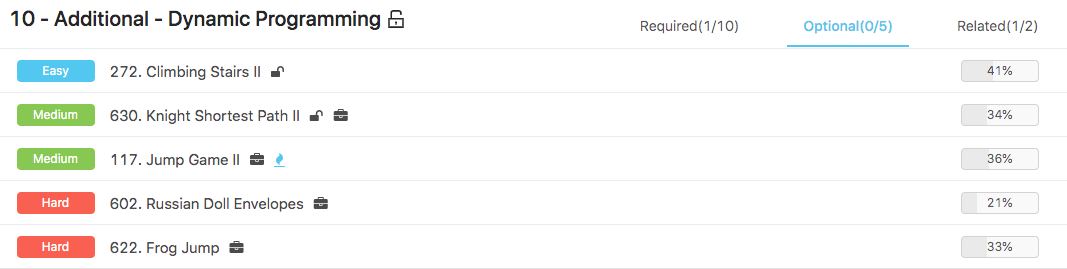 10 - Additional - Dynamic Programming
Required(1/10) Optional(0/5) Related(1/2)
Easy 272. Climbing Stairs II 41%
Medium 630. Knight Shortest Path II 34%
Medium 117. Jump Game II 36%
Hard 602. Russian Doll Envelopes 21%
Hard 622. Frog Jump 33%